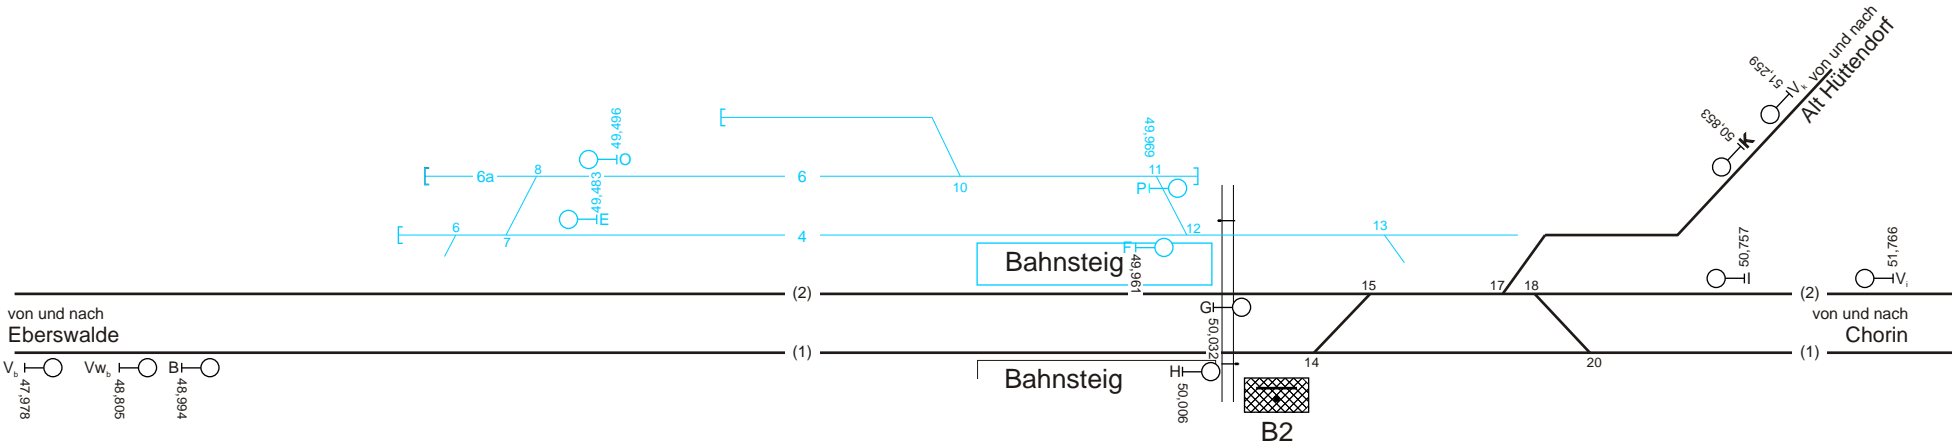 von und nach
Alt Hüttendorf
51,259
V k
50,853
K
49,496
O
49,969
8
6a
6
11
10
P
49,483
E
6
7
4
12
13
F
Bahnsteig
49,961
50,757
I
51,766
V i
15
17
18
(2)
(2)
G
von und nach
Eberswalde
von und nach
Chorin
50,032
(1)
(1)
14
20
V b
47,978
Vw b
48,805
B
48,994
Bahnsteig
H
50,006
B2